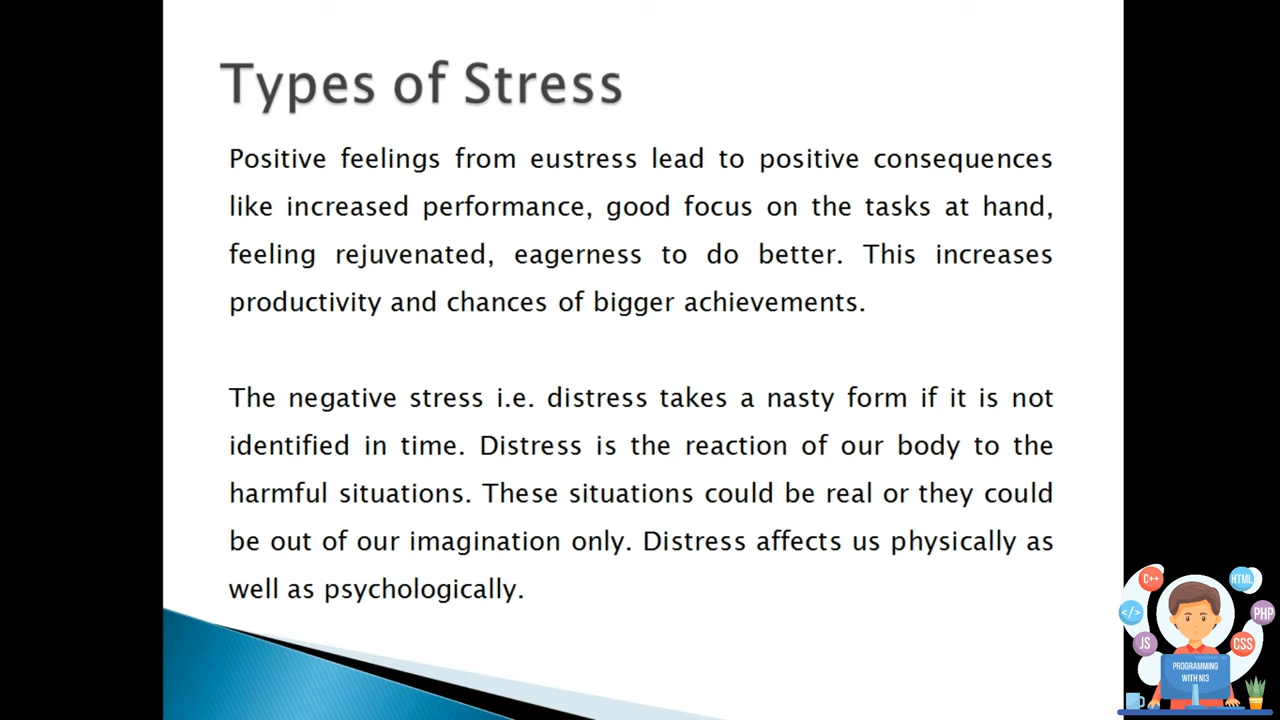 Types of Stress
Positive feelings from eustress lead to positive consequences
like increased performance, good focus on the tasks at hand,
feeling rejuvenated, eagerness to do better. This increases
productivity and chances of bigger achievements.
The negative stress i.e. distress takes a nasty form if it is not
identified in time. Distress is the reaction of our body to the
harmful situations. These situations could be real or they could
be out of our imagination only. Distress affects us physically as
well as psychologically.
C++
HTML
</>
PHP
JS
CSS
PROGRAMMING
WITH NI3